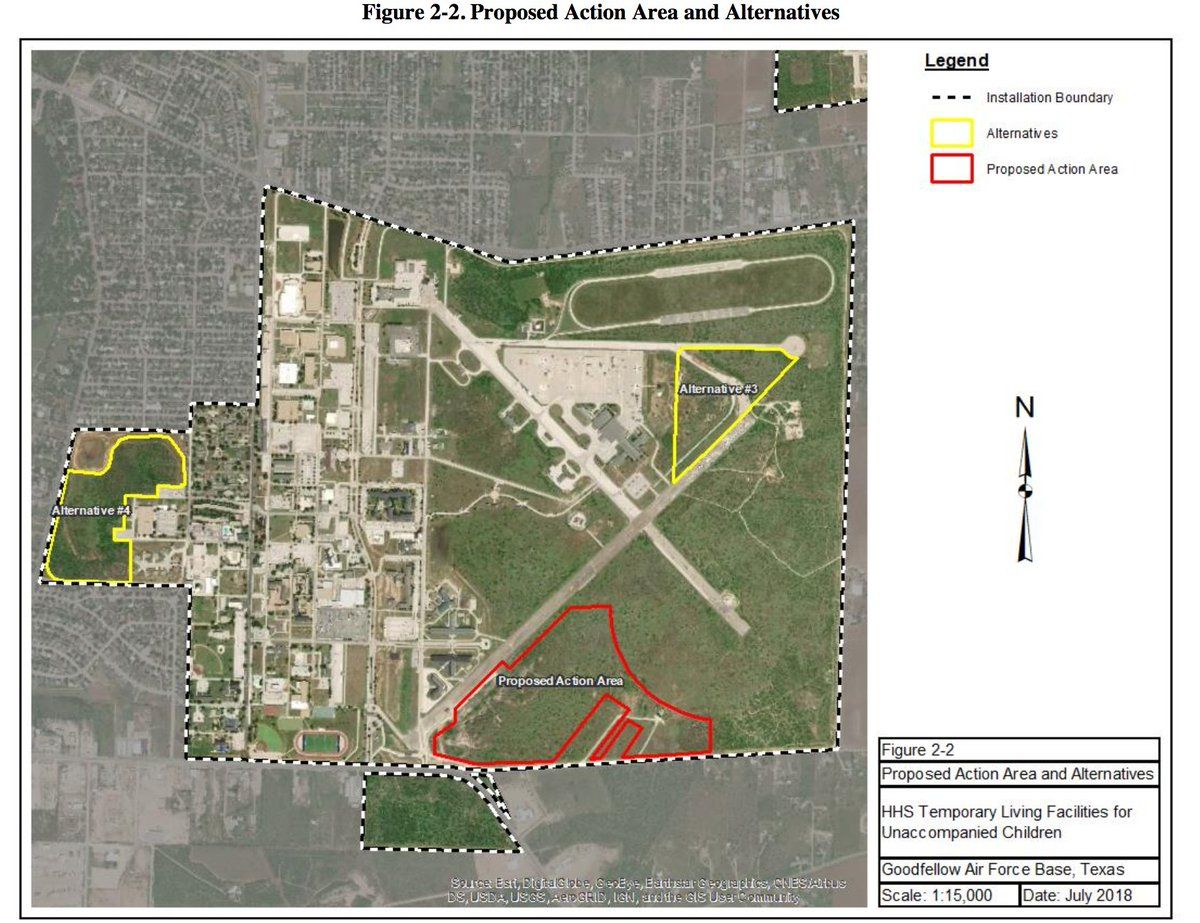 Figure 2-2. Proposed Action Area and Alternatives
Legend
Installation Boundary
Alternatives
Proposed Action Area
Alternative #3
N
Alternative #4
Proposed Action Area
Figure 2-2
Proposed Action Area and Alternatives
HHS Temporary Living Facilities for
Unaccompanied Children
Goodfellow Air Force Base, Texas
Scale: 1:15,000
Date: July 2018
Source: Esri, DigitalGlobe, GeoEye, Earthstar Geographics, CNES/Airbus
DS, USDA, USGS, AeroGRID, IGN, and the GIS User Community